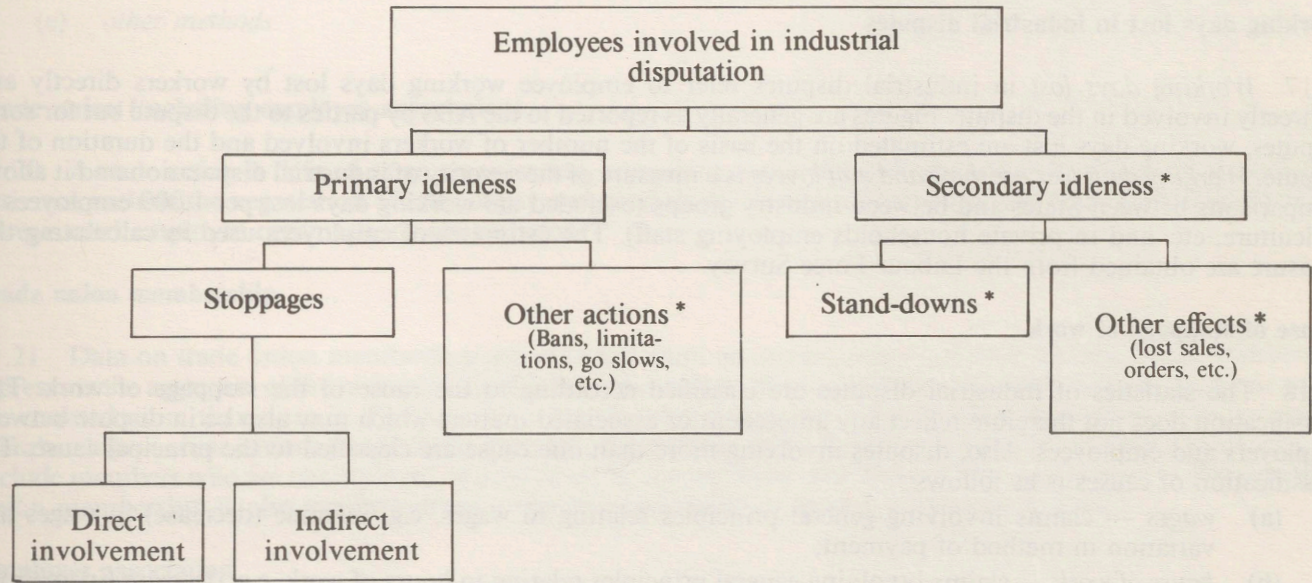 Employees involved in industrial
disputation
Primary idleness
Secondary idleness *
Stoppages
Other actions *
(Bans, limita-
tions, go slows,
etc.)
Stand-downs *
Other effects *
(lost sales,
orders, etc.)
Direct
involvement
Indirect
involvement